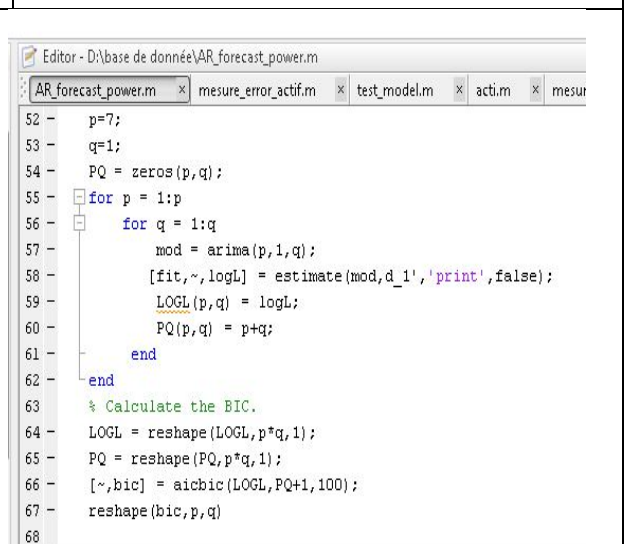 Editor - D:\base de donnée\AR_forecast_power.m
AR_forecast_power.m x mesure_error_actif.m x test_model.m x acti.m x mesur
52 - p=7;
53 - q=1;
54 - PQ = zeros(p,q);
55 - for p = 1:p
56 - for q = 1:q
57 - mod = arima(p,1,q);
58 - [fit,~,logL] = estimate(mod,d_1','print',false);
59 - LOGL(p,q) = logL;
60 - PQ(p,q) = p+q;
61 - end
62 - end
63 % Calculate the BIC.
64 - LOGL = reshape(LOGL,p*q,1);
65 - PQ = reshape(PQ,p*q,1);
66 - [~,bic] = aicbic(LOGL,PQ+1,100);
67 - reshape(bic,p,q)
68